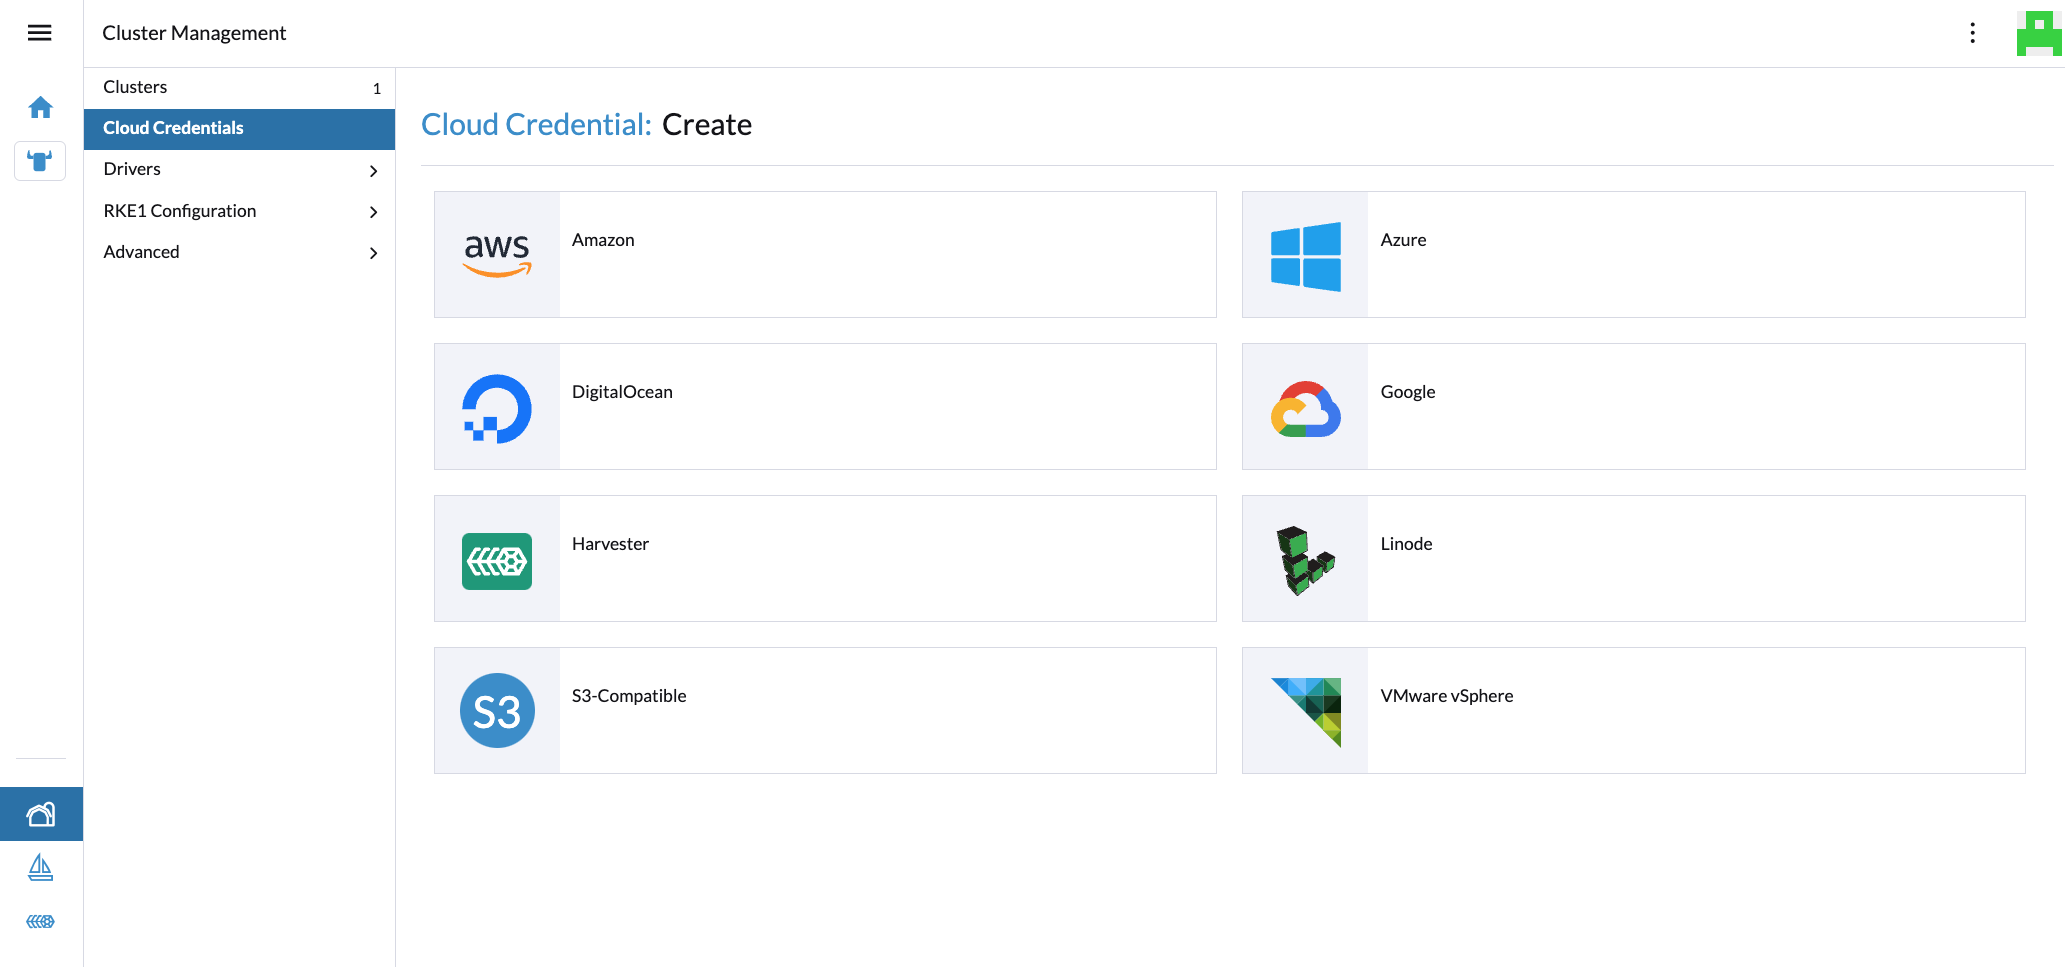 Cluster Management
Clusters 1
Cloud Credentials
Drivers
RKE1 Configuration
Advanced
Cloud Credential: Create
aws Amazon
Azure
DigitalOcean
Google
Harvester
Linode
S3 S3-Compatible
VMware vSphere